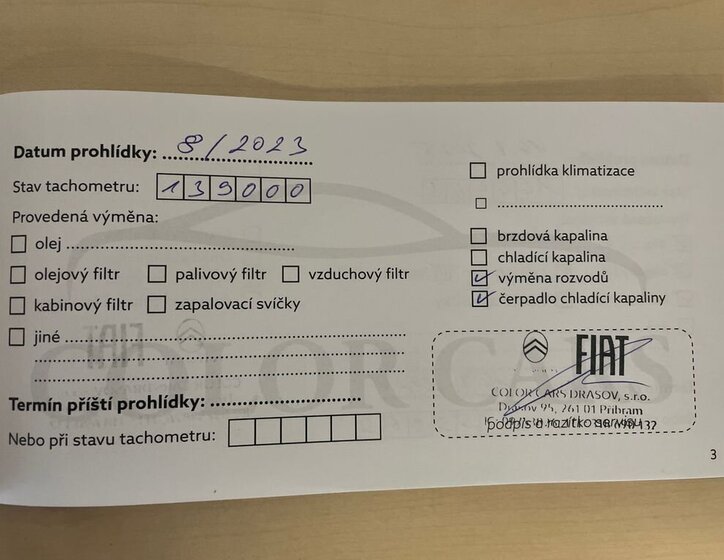 Datum prohlídky: 8/2023
Stav tachometru: 139000
Provedená výměna:
olej
olejový filtr palivový filtr vzduchový filtr
kabinový filtr zapalovací svíčky
jiné
Termín příští prohlídky:
Nebo při stavu tachometru:
prohlídka klimatizace
brzdová kapalina
chladící kapalina
výměna rozvodů
čerpadlo chladící kapaliny
FIAT
COLOR CARS DRASOV, s.r.o.
95, 261 01 Příbram
podpis a razítko servisu
COLOR CARS
3